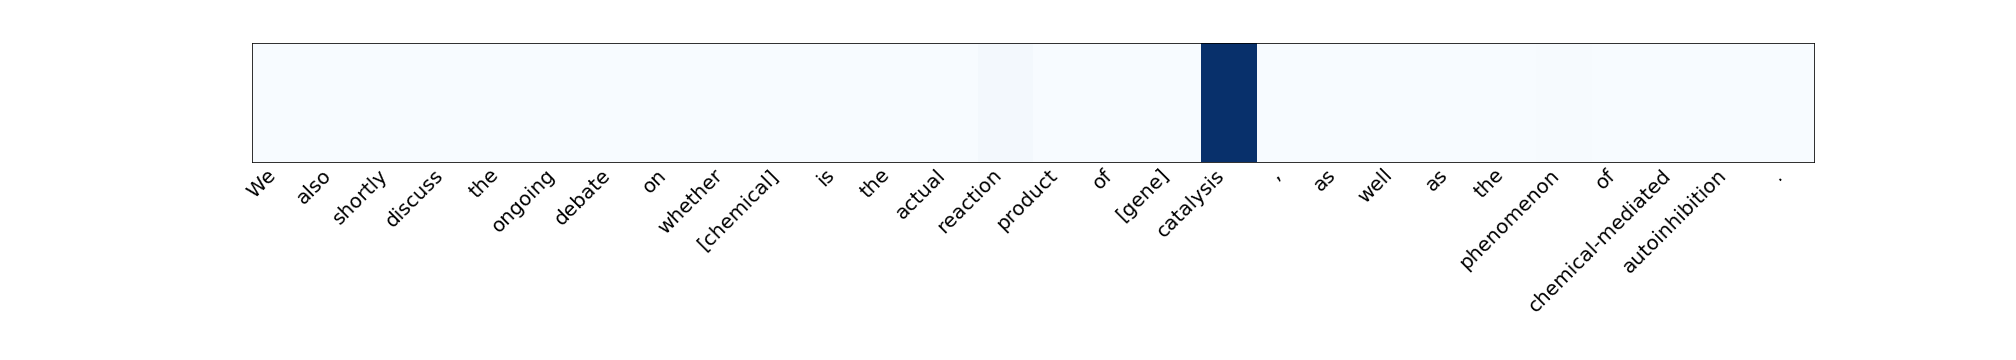 We also shortly discuss the ongoing debate on whether [chemical] is the actual reaction product of [gene] catalysis , as well as the phenomenon of chemical-mediated autoinhibition .